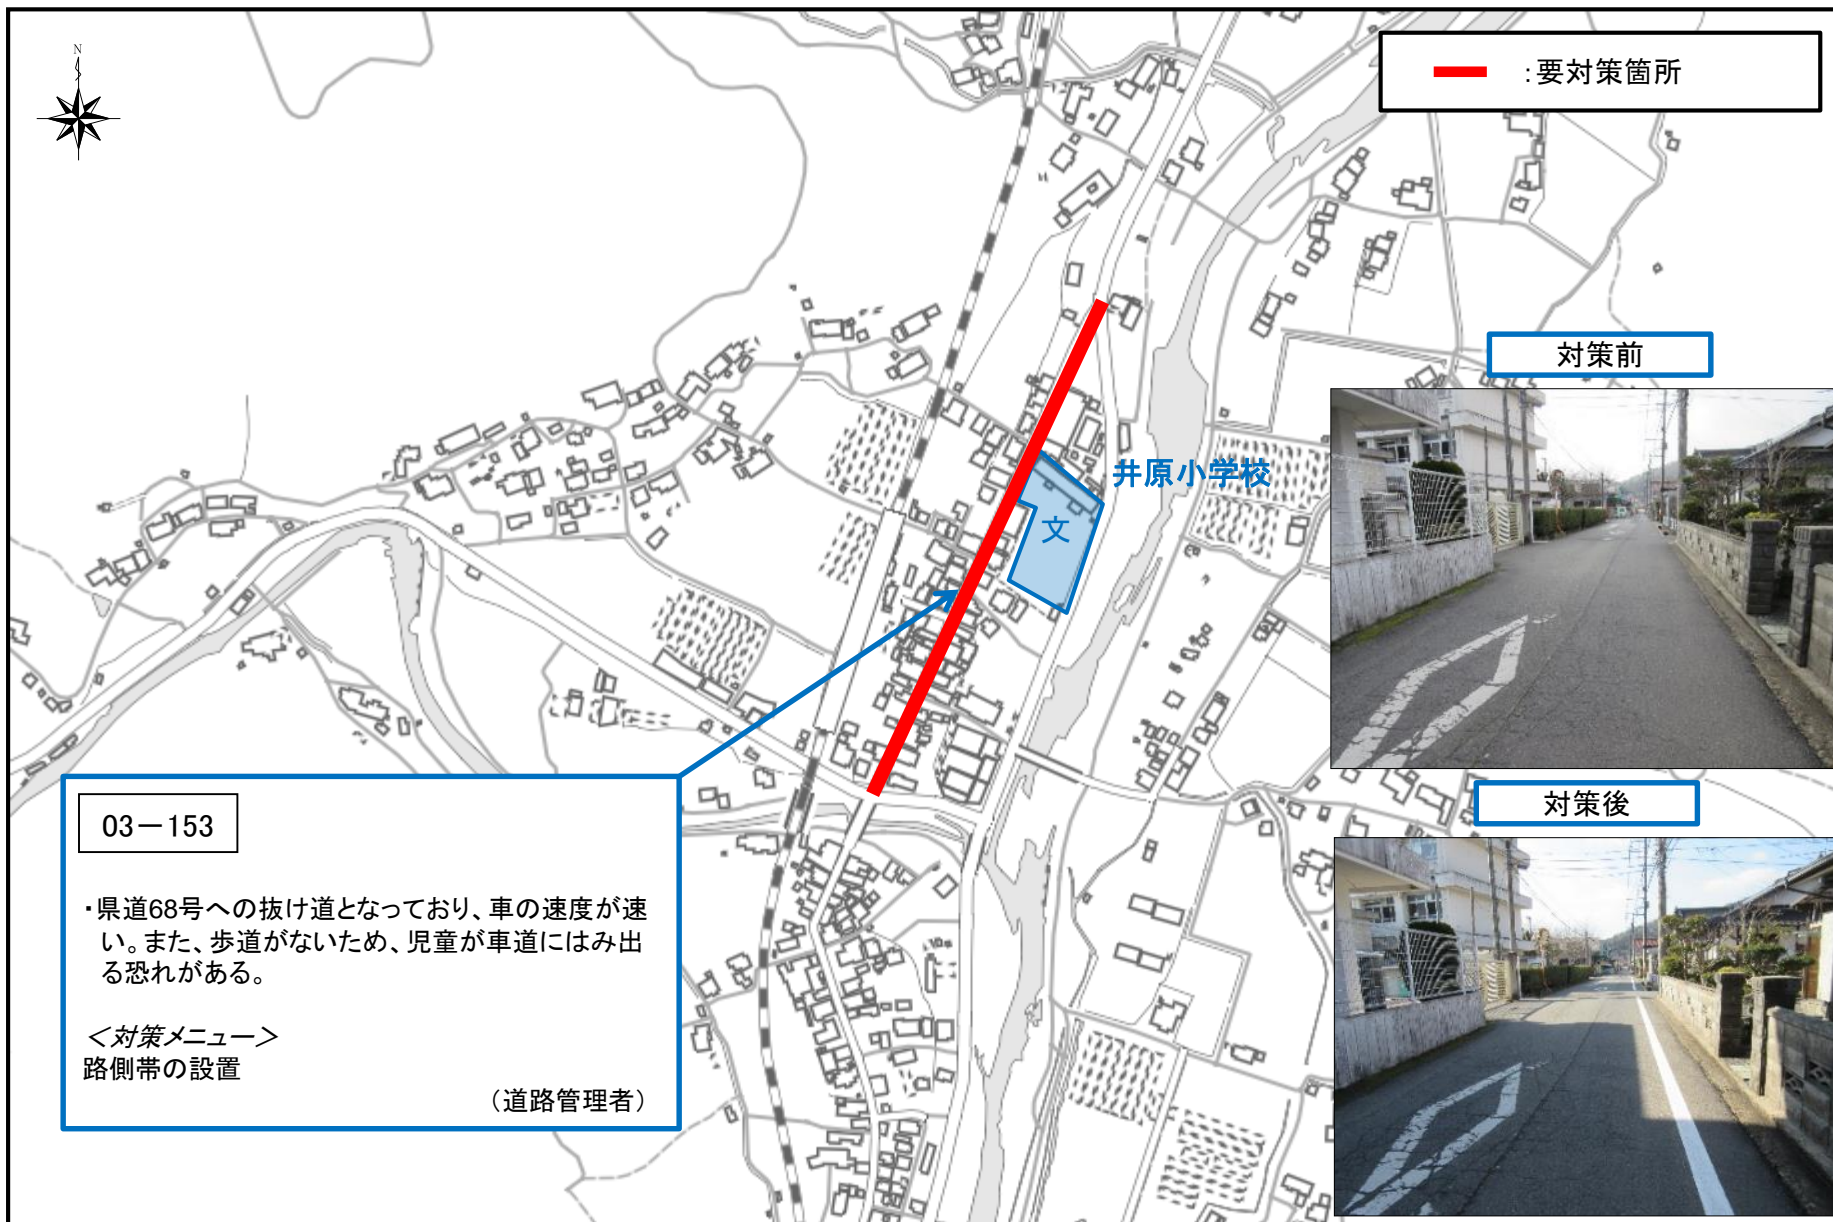 N
:要対策箇所
対策前
井原小学校
文
対策後
03－153
・県道68号への抜け道となっており、車の速度が速
い。また、歩道がないため、児童が車道にはみ出
る恐れがある。
＜対策メニュー＞
路側帯の設置
（道路管理者）